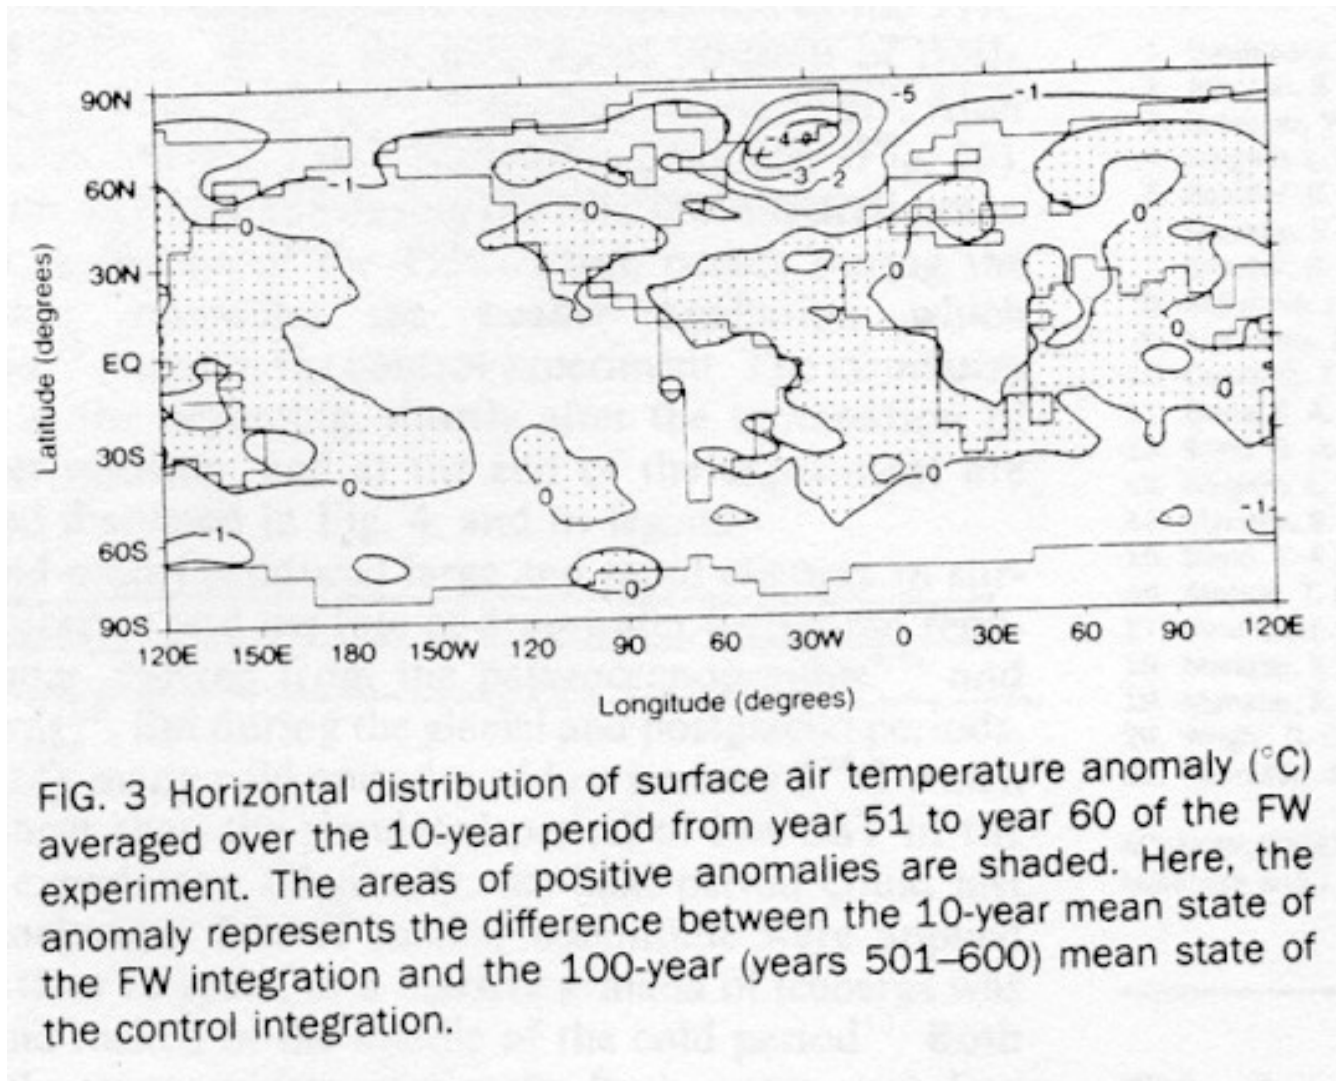 90N
60N
30N
EQ
30S
60S
90S
Latitude (degrees)
-5
-1
-4.0
-3
-2
-1
0
0
0
0
0
0
0
0
0
0
-1
-1
0
120E 150E 180 150W 120 90 60 30W 0 30E 60 90 120E
Longitude (degrees)
FIG. 3 Horizontal distribution of surface air temperature anomaly (°C)
averaged over the 10-year period from year 51 to year 60 of the FW
experiment. The areas of positive anomalies are shaded. Here, the
anomaly represents the difference between the 10-year mean state of
the FW integration and the 100-year (years 501–600) mean state of
the control integration.